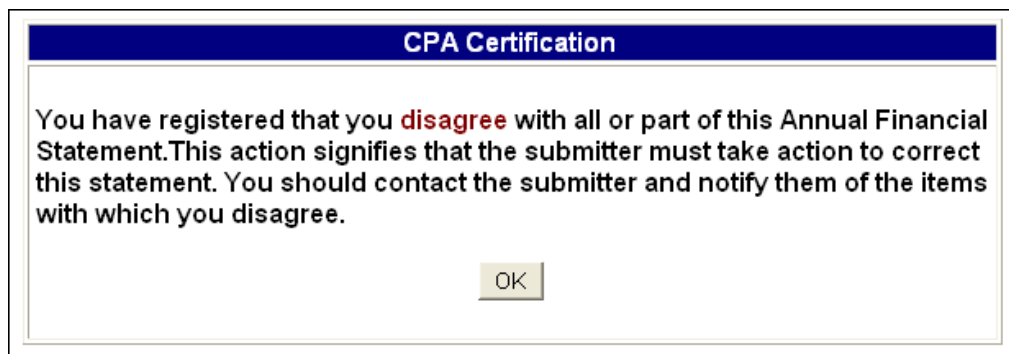 CPA Certification
You have registered that you disagree with all or part of this Annual Financial
Statement.This action signifies that the submitter must take action to correct
this statement. You should contact the submitter and notify them of the items
with which you disagree.
OK